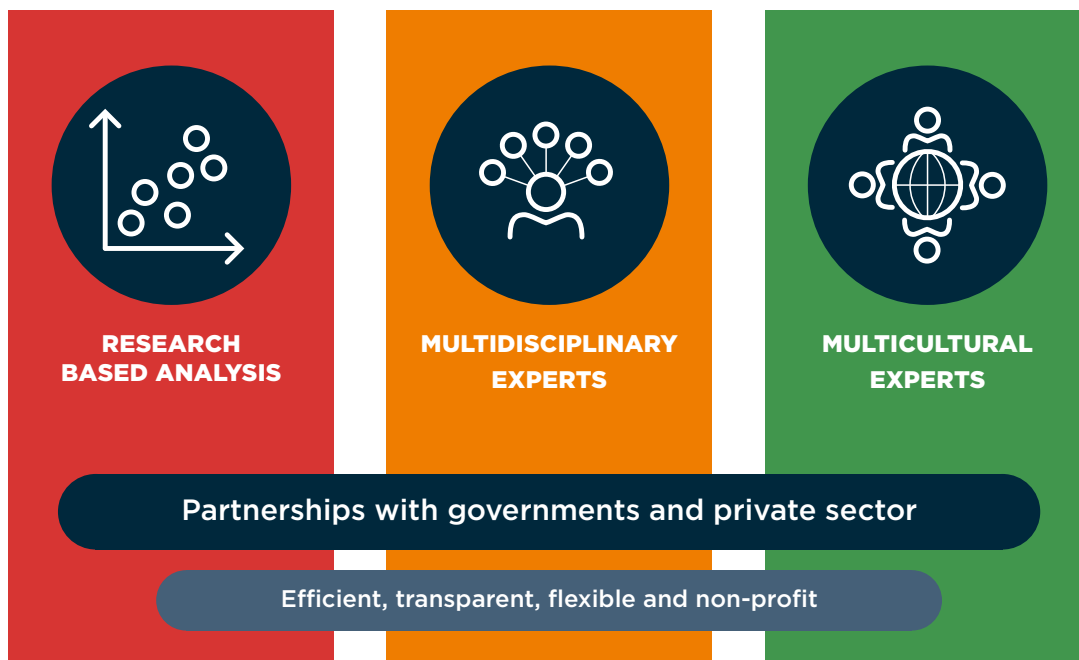 RESEARCH
BASED ANALYSIS
MULTIDISCIPLINARY
EXPERTS
MULTICULTURAL
EXPERTS
Partnerships with governments and private sector
Efficient, transparent, flexible and non-profit